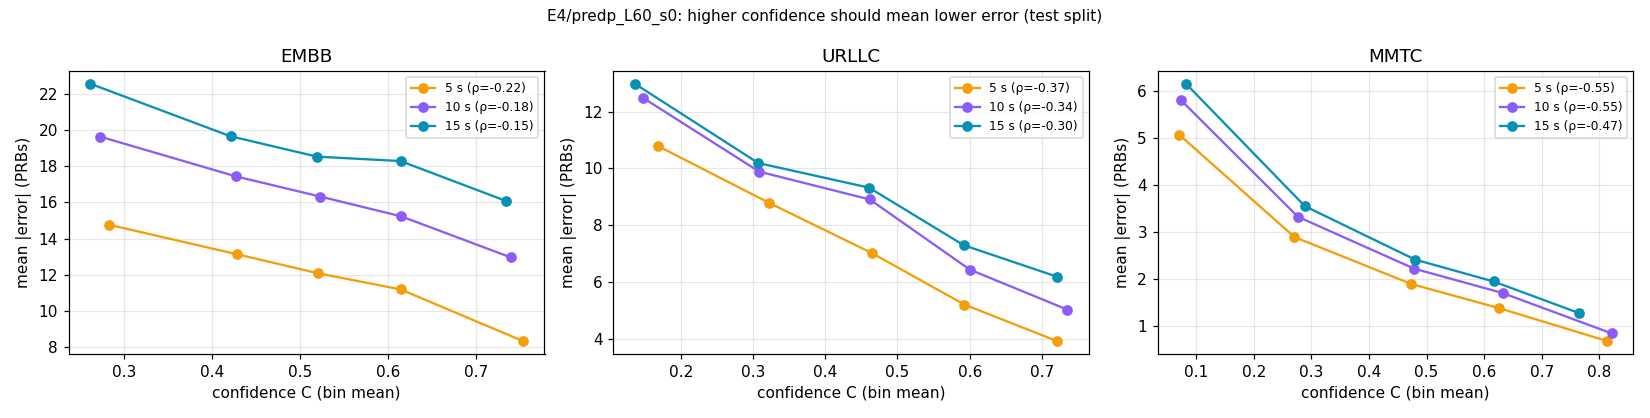 E4/predp_L60_s0: higher confidence should mean lower error (test split)
EMBB
mean |error| (PRBs)
22
20
18
16
14
12
10
8
5 s (ρ=-0.22)
10 s (ρ=-0.18)
15 s (ρ=-0.15)
0.3 0.4 0.5 0.6 0.7
confidence C (bin mean)
URLLC
mean |error| (PRBs)
12
10
8
6
4
5 s (ρ=-0.37)
10 s (ρ=-0.34)
15 s (ρ=-0.30)
0.2 0.3 0.4 0.5 0.6 0.7
confidence C (bin mean)
MMTC
mean |error| (PRBs)
6
5
4
3
2
1
5 s (ρ=-0.55)
10 s (ρ=-0.55)
15 s (ρ=-0.47)
0.1 0.2 0.3 0.4 0.5 0.6 0.7 0.8
confidence C (bin mean)